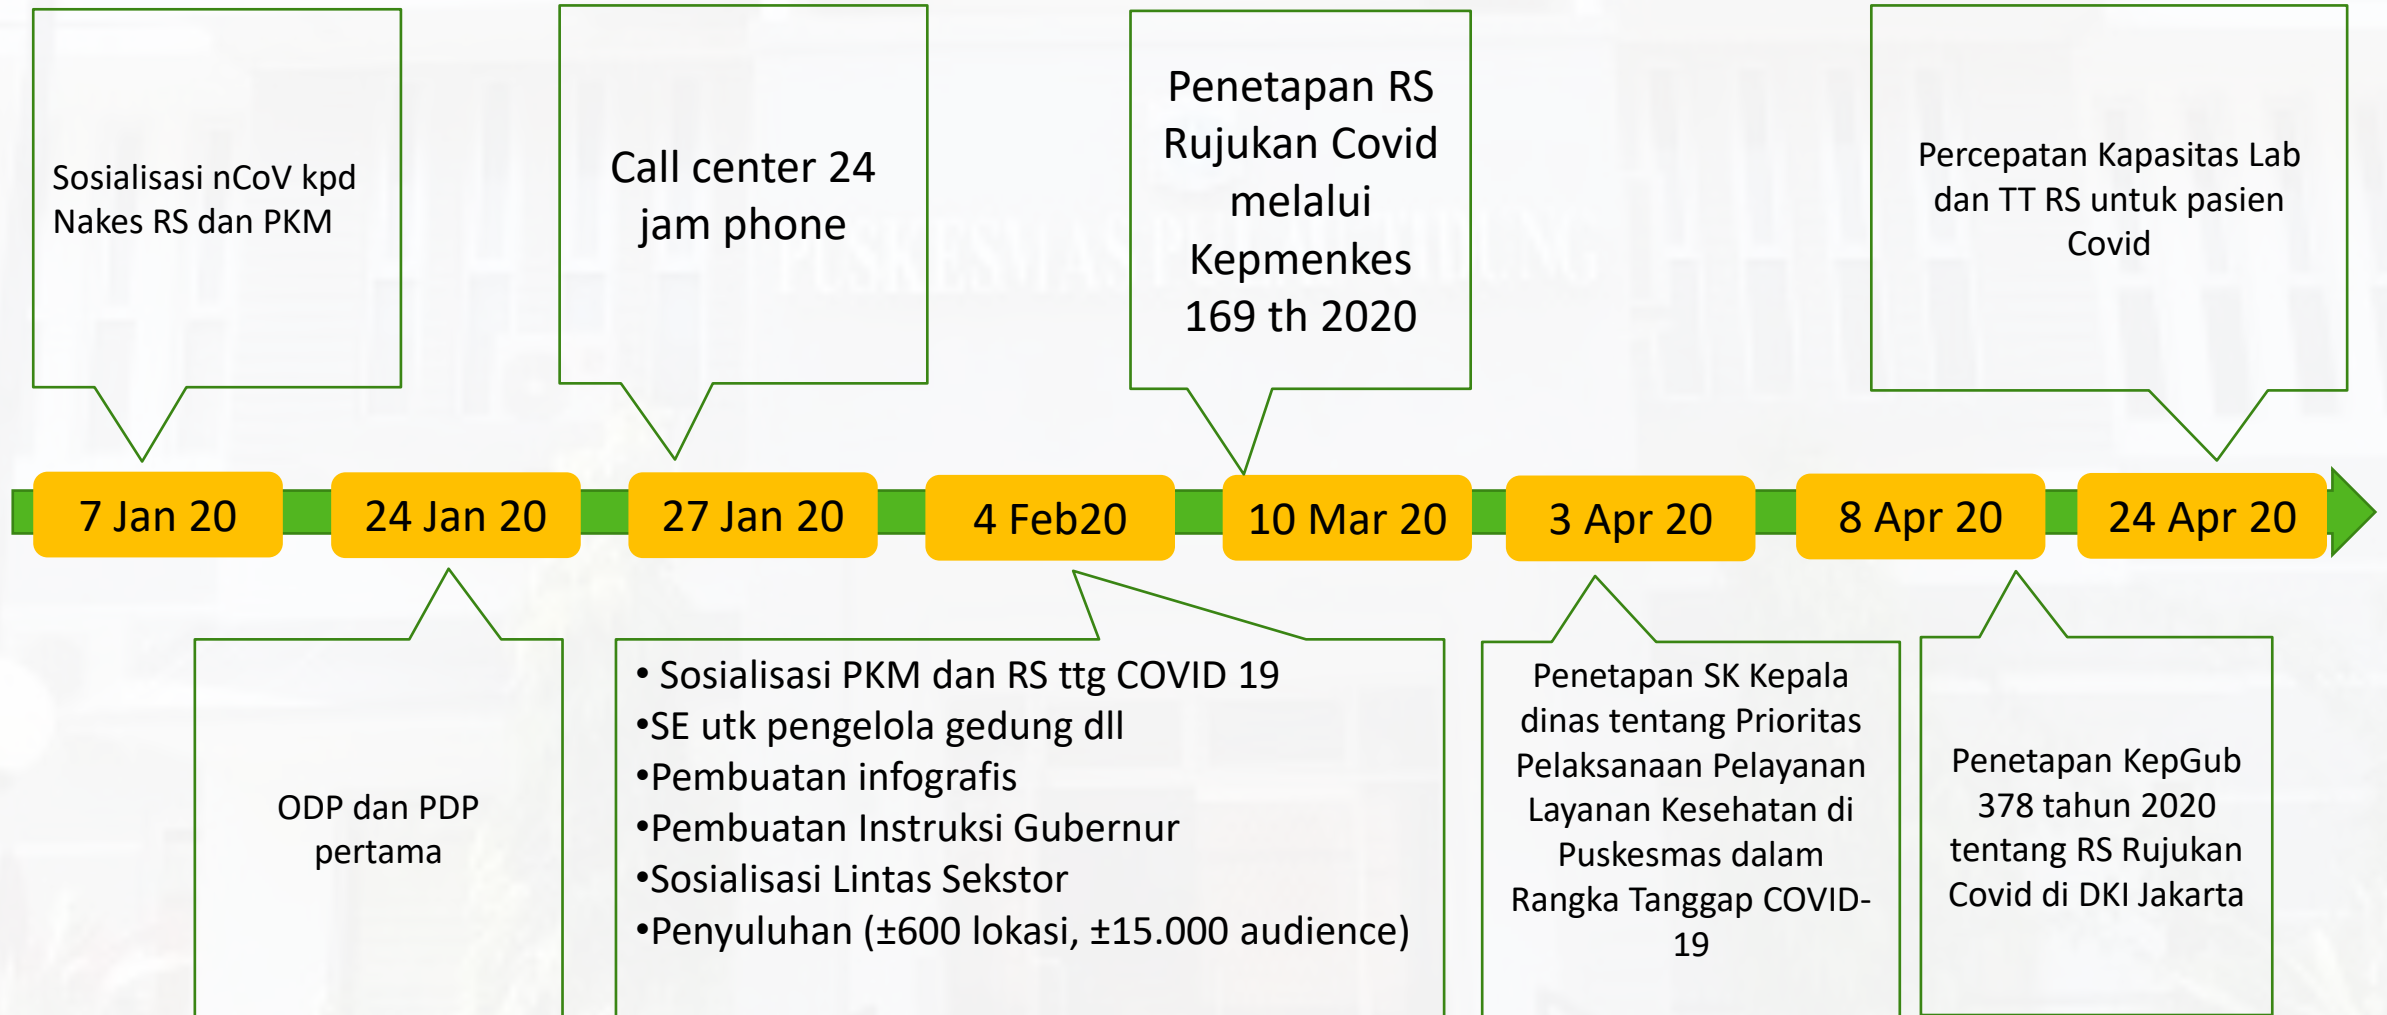 Sosialisasi nCoV kpd
Nakes RS dan PKM
Call center 24
jam phone
Penetapan RS
Rujukan Covid
melalui
Kepmenkes
169 th 2020
Percepatan Kapasitas Lab
dan TT RS untuk pasien
Covid
7 Jan 20
24 Jan 20
27 Jan 20
4 Feb20
10 Mar 20
3 Apr 20
8 Apr 20
24 Apr 20
ODP dan PDP
pertama
• Sosialisasi PKM dan RS ttg COVID 19
•SE utk pengelola gedung dll
•Pembuatan infografis
•Pembuatan Instruksi Gubernur
•Sosialisasi Lintas Sekstor
•Penyuluhan (±600 lokasi, ±15.000 audience)
Penetapan SK Kepala
dinas tentang Prioritas
Pelaksanaan Pelayanan
Layanan Kesehatan di
Puskesmas dalam
Rangka Tanggap COVID-
19
Penetapan KepGub
378 tahun 2020
tentang RS Rujukan
Covid di DKI Jakarta
PUSKESMAS